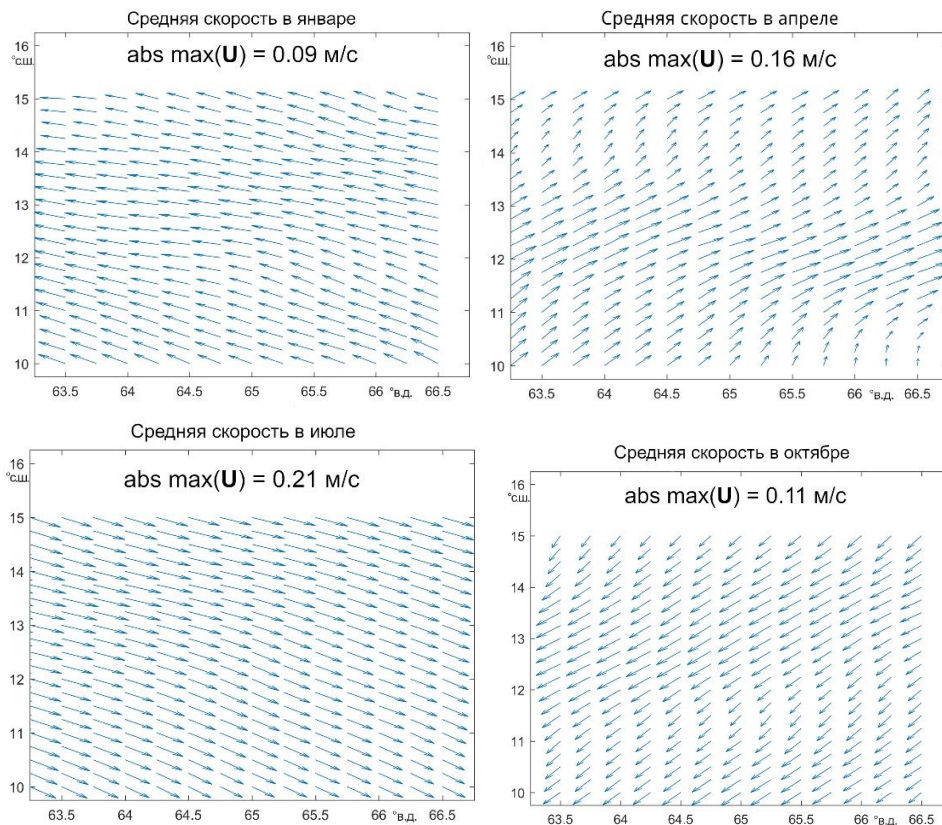 Средняя скорость в январе
abs max(U) = 0.09 м/с
16
°с.ш.
15
14
13
12
11
10
63.5 64 64.5 65 65.5 66 °в.д. 66.5
Средняя скорость в апреле
abs max(U) = 0.16 м/с
16
°с.ш.
15
14
13
12
11
10
63.5 64 64.5 65 65.5 66 °в.д. 66.5
Средняя скорость в июле
abs max(U) = 0.21 м/с
16
°с.ш.
15
14
13
12
11
10
63.5 64 64.5 65 65.5 66 °в.д. 66.5
Средняя скорость в октябре
abs max(U) = 0.11 м/с
16
°с.ш.
15
14
13
12
11
10
63.5 64 64.5 65 65.5 66 °в.д. 66.5